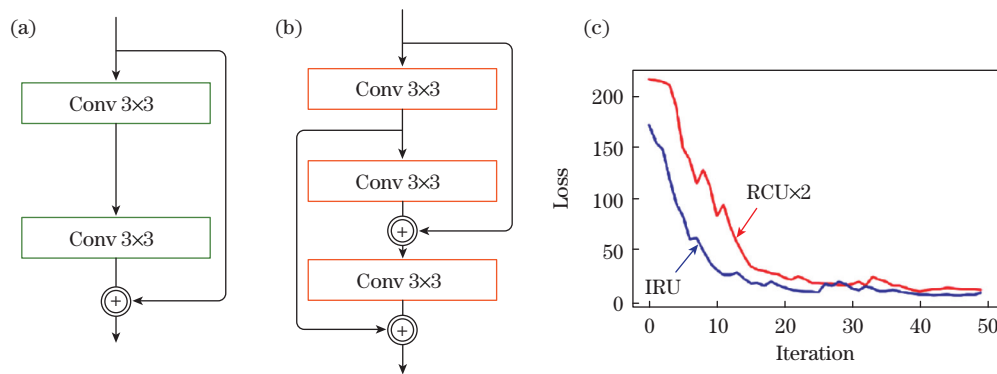 (a)
Conv 3×3
Conv 3×3
+
(b)
Conv 3×3
Conv 3×3
+
Conv 3×3
+
(c)
Loss
200
150
100
50
0
RCU×2
IRU
0 10 20 30 40 50
Iteration